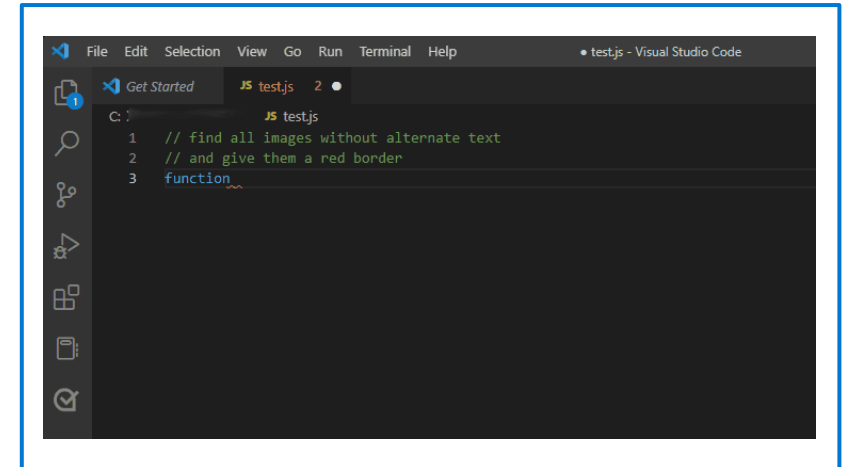 File Edit Selection View Go Run Terminal Help ● test.js - Visual Studio Code
Get Started JS test.js 2 ●
C: JS test.js
1 // find all images without alternate text
2 // and give them a red border
3 function
1